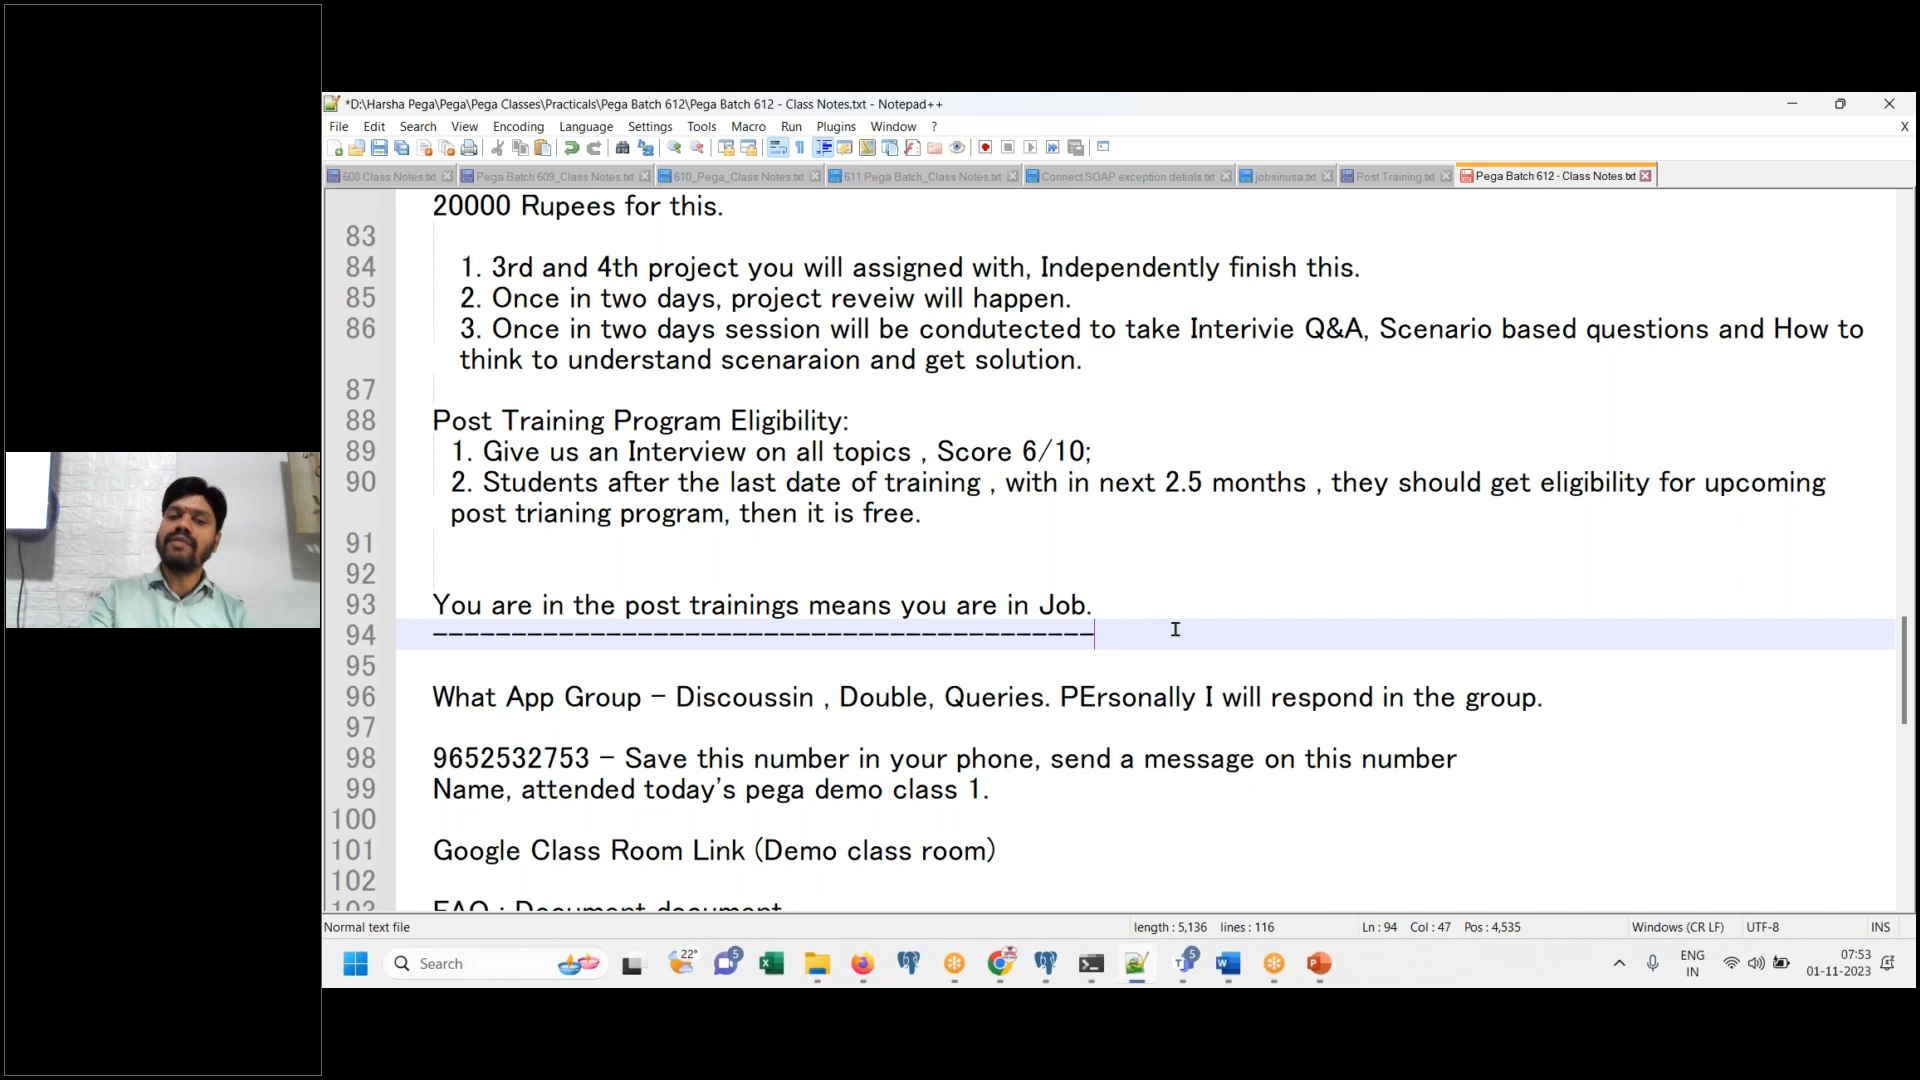 *D:\Harsha Pega\Pega\Pega Classes\Practicals\Pega Batch 612\Pega Batch 612 - Class Notes.txt - Notepad++
File Edit Search View Encoding Language Settings Tools Macro Run Plugins Window ? X
608 Class Notes.txt Pega Batch 609_Class Notes.txt 610_Pega_Class Notes.txt 611 Pega Batch_Class Notes.txt Connect SOAP exception detials.txt jobsinusa.txt Post Training.txt Pega Batch 612 - Class Notes.txt
20000 Rupees for this.
83
84 1. 3rd and 4th project you will assigned with, Independently finish this.
85 2. Once in two days, project reveiw will happen.
86 3. Once in two days session will be condutected to take Interivie Q&A, Scenario based questions and How to
think to understand scenaraion and get solution.
87
88 Post Training Program Eligibility:
89 1. Give us an Interview on all topics , Score 6/10;
90 2. Students after the last date of training , with in next 2.5 months , they should get eligibility for upcoming
post trianing program, then it is free.
91
92
93 You are in the post trainings means you are in Job.
94 -------------------------------------------
95
96 What App Group - Discoussin , Double, Queries. PErsonally I will respond in the group.
97
98 9652532753 - Save this number in your phone, send a message on this number
99 Name, attended today's pega demo class 1.
100
101 Google Class Room Link (Demo class room)
102
103 FAQ : Document document
Normal text file length : 5,136 lines : 116 Ln : 94 Col : 47 Pos : 4,535 Windows (CR LF) UTF-8 INS
Search 22° 5 5 ENG 07:53
IN 01-11-2023